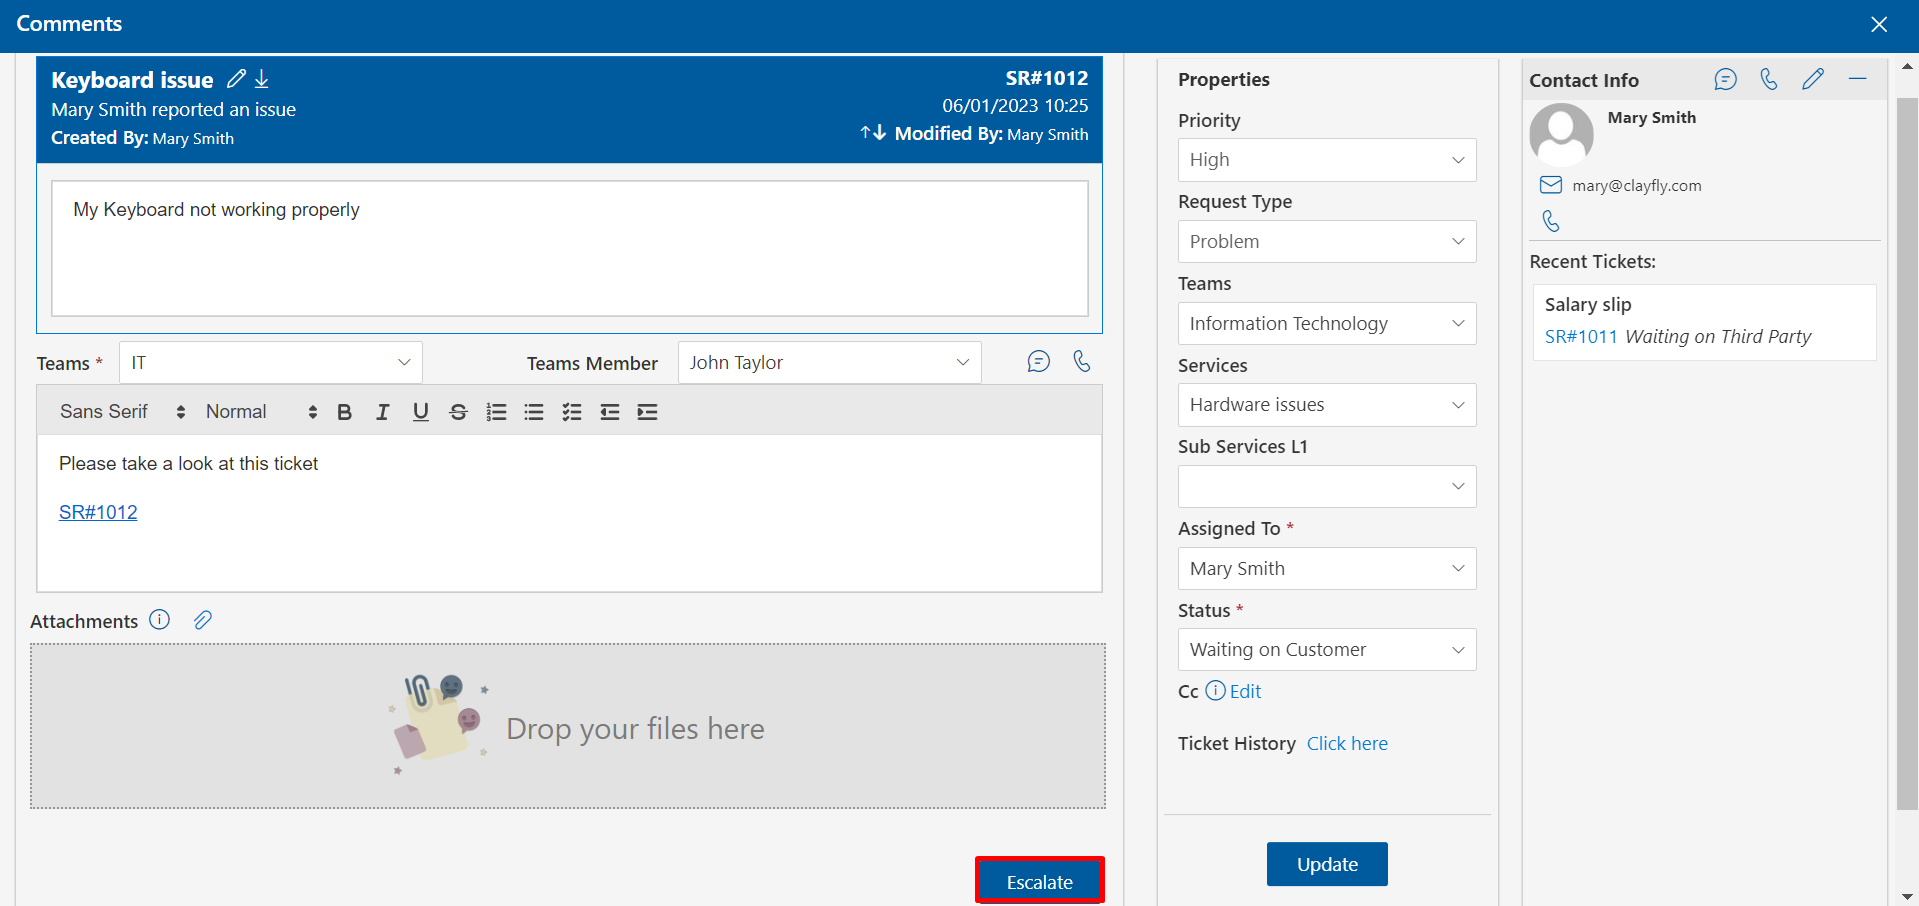 Comments
Keyboard issue
SR#1012
Mary Smith reported an issue
06/01/2023 10:25
Created By: Mary Smith
Modified By: Mary Smith
My Keyboard not working properly
Teams *
IT
Teams Member
John Taylor
Sans Serif
Normal
B I U S
Please take a look at this ticket
SR#1012
Attachments
Drop your files here
Escalate
Properties
Priority
High
Request Type
Problem
Teams
Information Technology
Services
Hardware issues
Sub Services L1
Assigned To *
Mary Smith
Status *
Waiting on Customer
Cc Edit
Ticket History Click here
Update
Contact Info
Mary Smith
mary@clayfly.com
Recent Tickets:
Salary slip
SR#1011 Waiting on Third Party